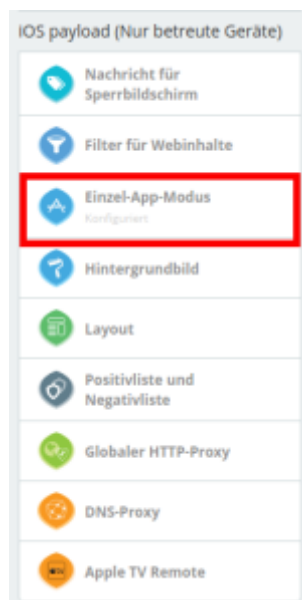 iOS payload (Nur betreute Geräte)
Nachricht für
Sperrbildschirm
Filter für Webinhalte
Einzel-App-Modus
Konfiguriert
Hintergrundbild
Layout
Positivliste und
Negativliste
Globaler HTTP-Proxy
DNS-Proxy
Apple TV Remote